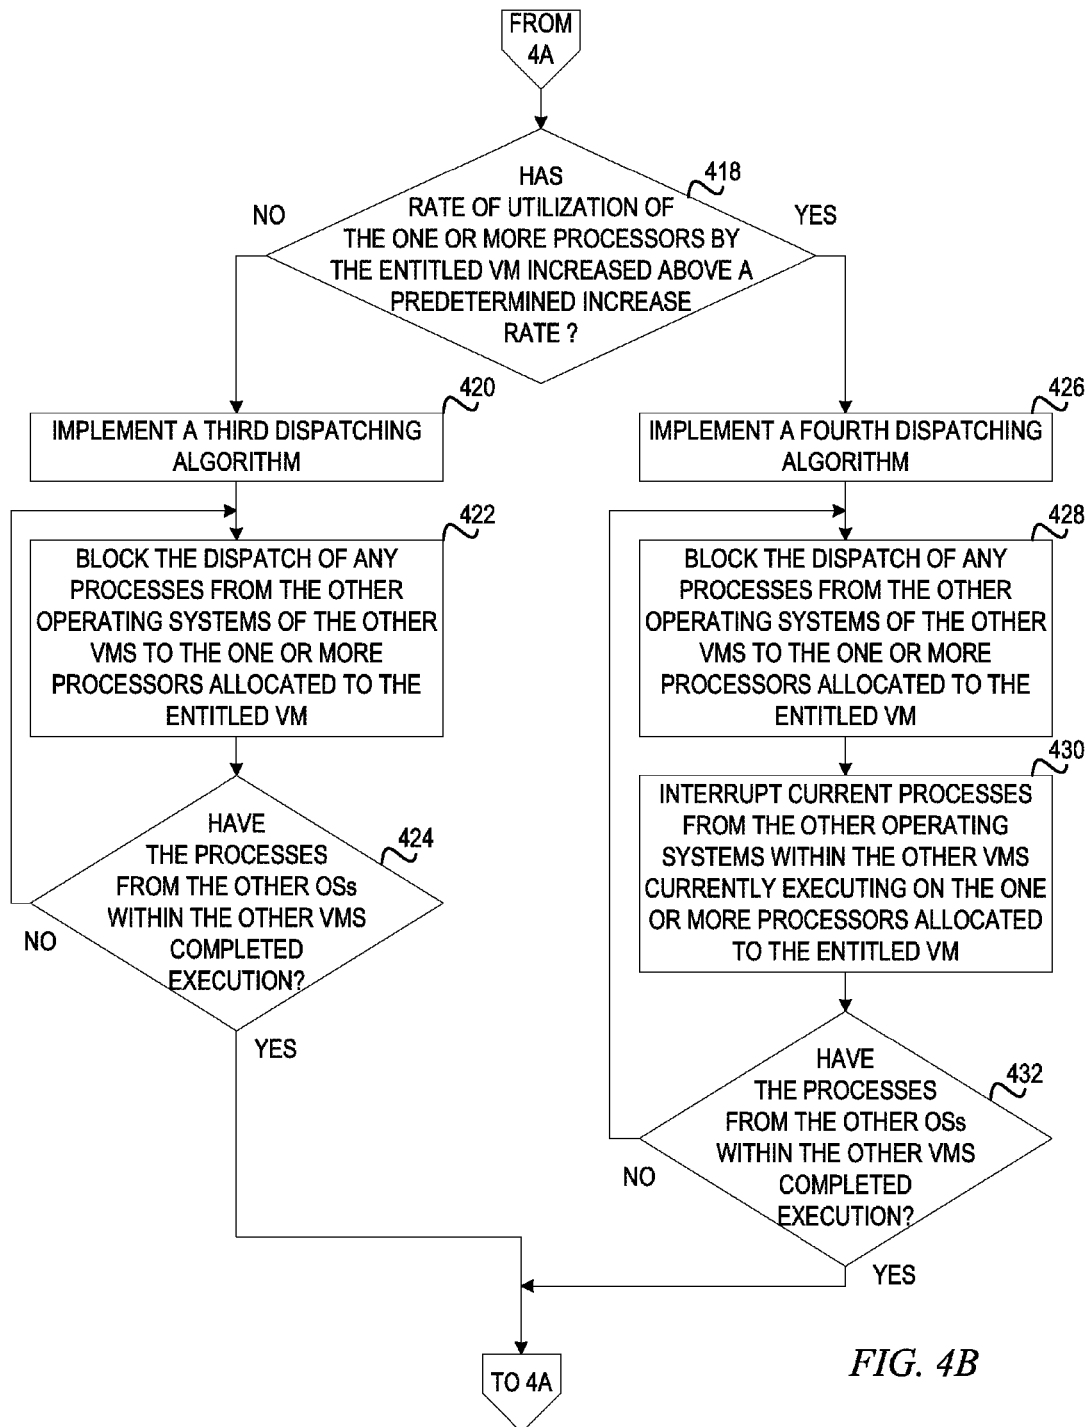 FROM
4A
HAS
RATE OF UTILIZATION OF
THE ONE OR MORE PROCESSORS BY
THE ENTITLED VM INCREASED ABOVE A
PREDETERMINED INCREASE
RATE ?
418
NO
YES
420
IMPLEMENT A THIRD DISPATCHING
ALGORITHM
422
BLOCK THE DISPATCH OF ANY
PROCESSES FROM THE OTHER
OPERATING SYSTEMS OF THE OTHER
VMS TO THE ONE OR MORE
PROCESSORS ALLOCATED TO THE
ENTITLED VM
HAVE
THE PROCESSES
FROM THE OTHER OSs
WITHIN THE OTHER VMS
COMPLETED
EXECUTION?
424
NO
YES
426
IMPLEMENT A FOURTH DISPATCHING
ALGORITHM
428
BLOCK THE DISPATCH OF ANY
PROCESSES FROM THE OTHER
OPERATING SYSTEMS OF THE OTHER
VMS TO THE ONE OR MORE
PROCESSORS ALLOCATED TO THE
ENTITLED VM
430
INTERRUPT CURRENT PROCESSES
FROM THE OTHER OPERATING
SYSTEMS WITHIN THE OTHER VMS
CURRENTLY EXECUTING ON THE ONE
OR MORE PROCESSORS ALLOCATED
TO THE ENTITLED VM
HAVE
THE PROCESSES
FROM THE OTHER OSs
WITHIN THE OTHER VMS
COMPLETED
EXECUTION?
432
NO
YES
TO 4A
FIG. 4B